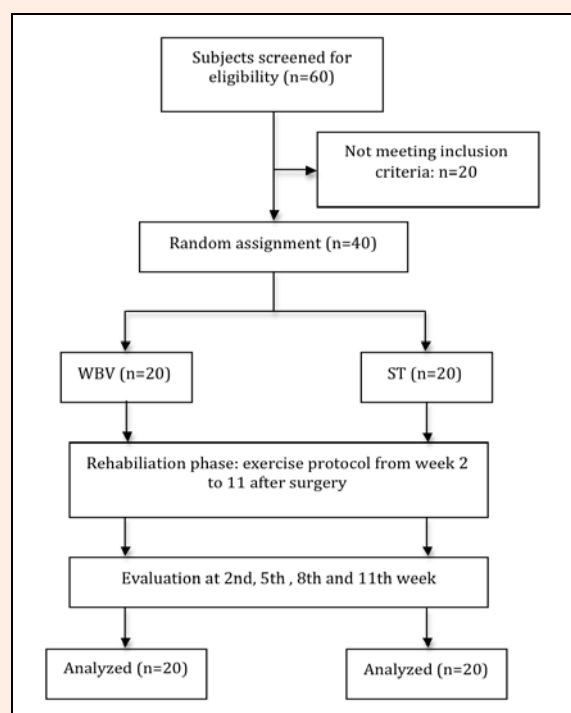 Subjects screened for
eligibility (n=60)
Not meeting inclusion
criteria: n=20
Random assignment (n=40)
WBV (n=20)
ST (n=20)
Rehabiliation phase: exercise protocol from week 2
to 11 after surgery
Evaluation at 2nd, 5th , 8th and 11th week
Analyzed (n=20)
Analyzed (n=20)